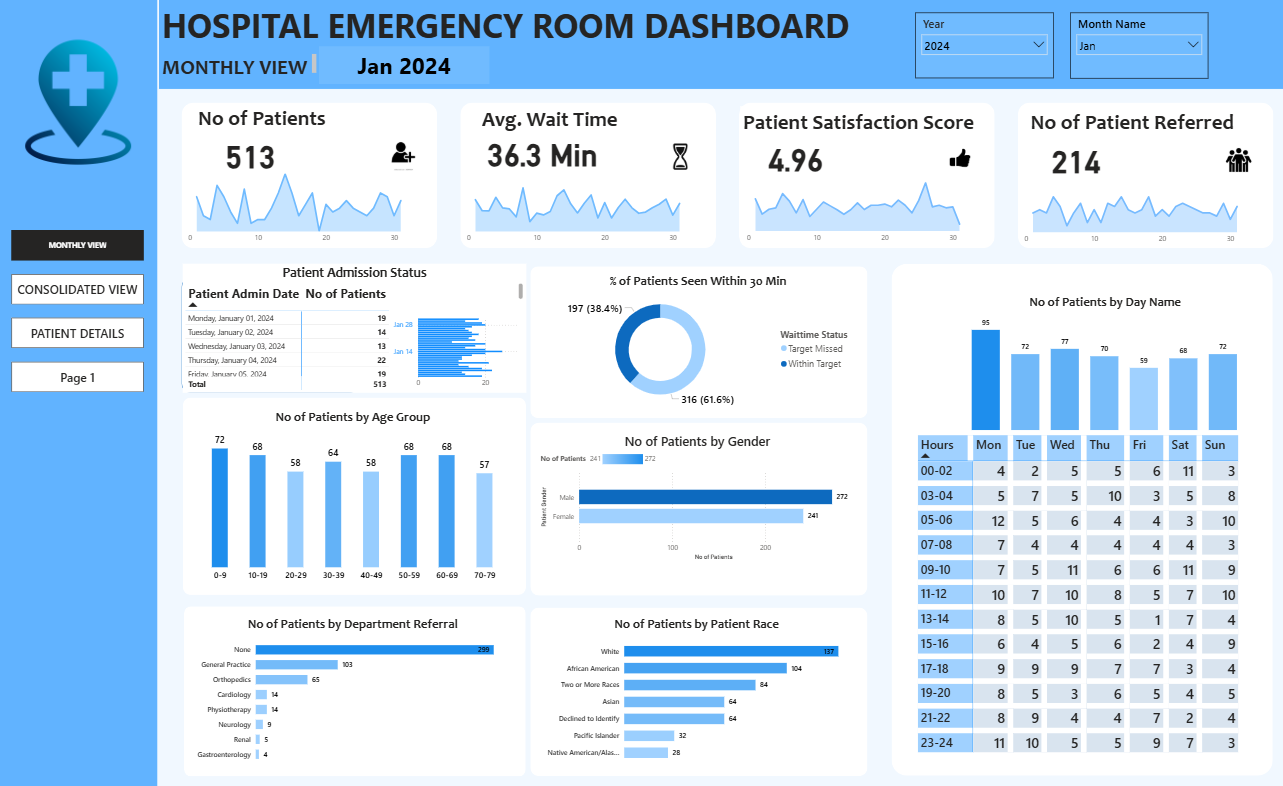 HOSPITAL EMERGENCY ROOM DASHBOARD
MONTHLY VIEW
Jan 2024
Year
2024
Month Name
Jan
MONTHLY VIEW
CONSOLIDATED VIEW
PATIENT DETAILS
Page 1
No of Patients
513
0 10 20 30
Avg. Wait Time
36.3 Min
0 10 20 30
Patient Satisfaction Score
4.96
0 10 20 30
No of Patient Referred
214
0 10 20 30
Patient Admission Status
Patient Admin Date No of Patients
Monday, January 01, 2024 19
Tuesday, January 02, 2024 14
Wednesday, January 03, 2024 13
Thursday, January 04, 2024 22
Friday, January 05, 2024 19
Total 513
Jan 28
Jan 14
0 20
% of Patients Seen Within 30 Min
197 (38.4%)
316 (61.6%)
Waittime Status
Target Missed
Within Target
No of Patients by Age Group
72 68 58 64 58 68 68 57
0-9 10-19 20-29 30-39 40-49 50-59 60-69 70-79
No of Patients by Gender
No of Patients 241 272
Patient Gender
Male 272
Female 241
0 100 200
No of Patients
No of Patients by Department Referral
None 299
General Practice 103
Orthopedics 65
Cardiology 14
Physiotherapy 14
Neurology 9
Renal 5
Gastroenterology 4
No of Patients by Patient Race
White 137
African American 104
Two or More Races 84
Asian 64
Declined to Identify 64
Pacific Islander 32
Native American/Alas... 28
No of Patients by Day Name
95 72 77 70 59 68 72
Hours Mon Tue Wed Thu Fri Sat Sun
00-02 4 2 5 5 6 11 3
03-04 5 7 5 10 3 5 8
05-06 12 5 6 4 4 3 10
07-08 7 4 4 4 4 4 3
09-10 7 5 11 6 6 11 9
11-12 10 7 10 8 5 7 10
13-14 8 5 10 5 1 7 4
15-16 6 4 5 6 2 4 9
17-18 9 9 9 7 7 3 4
19-20 8 5 3 6 5 4 5
21-22 8 9 4 4 7 2 4
23-24 11 10 5 5 9 7 3